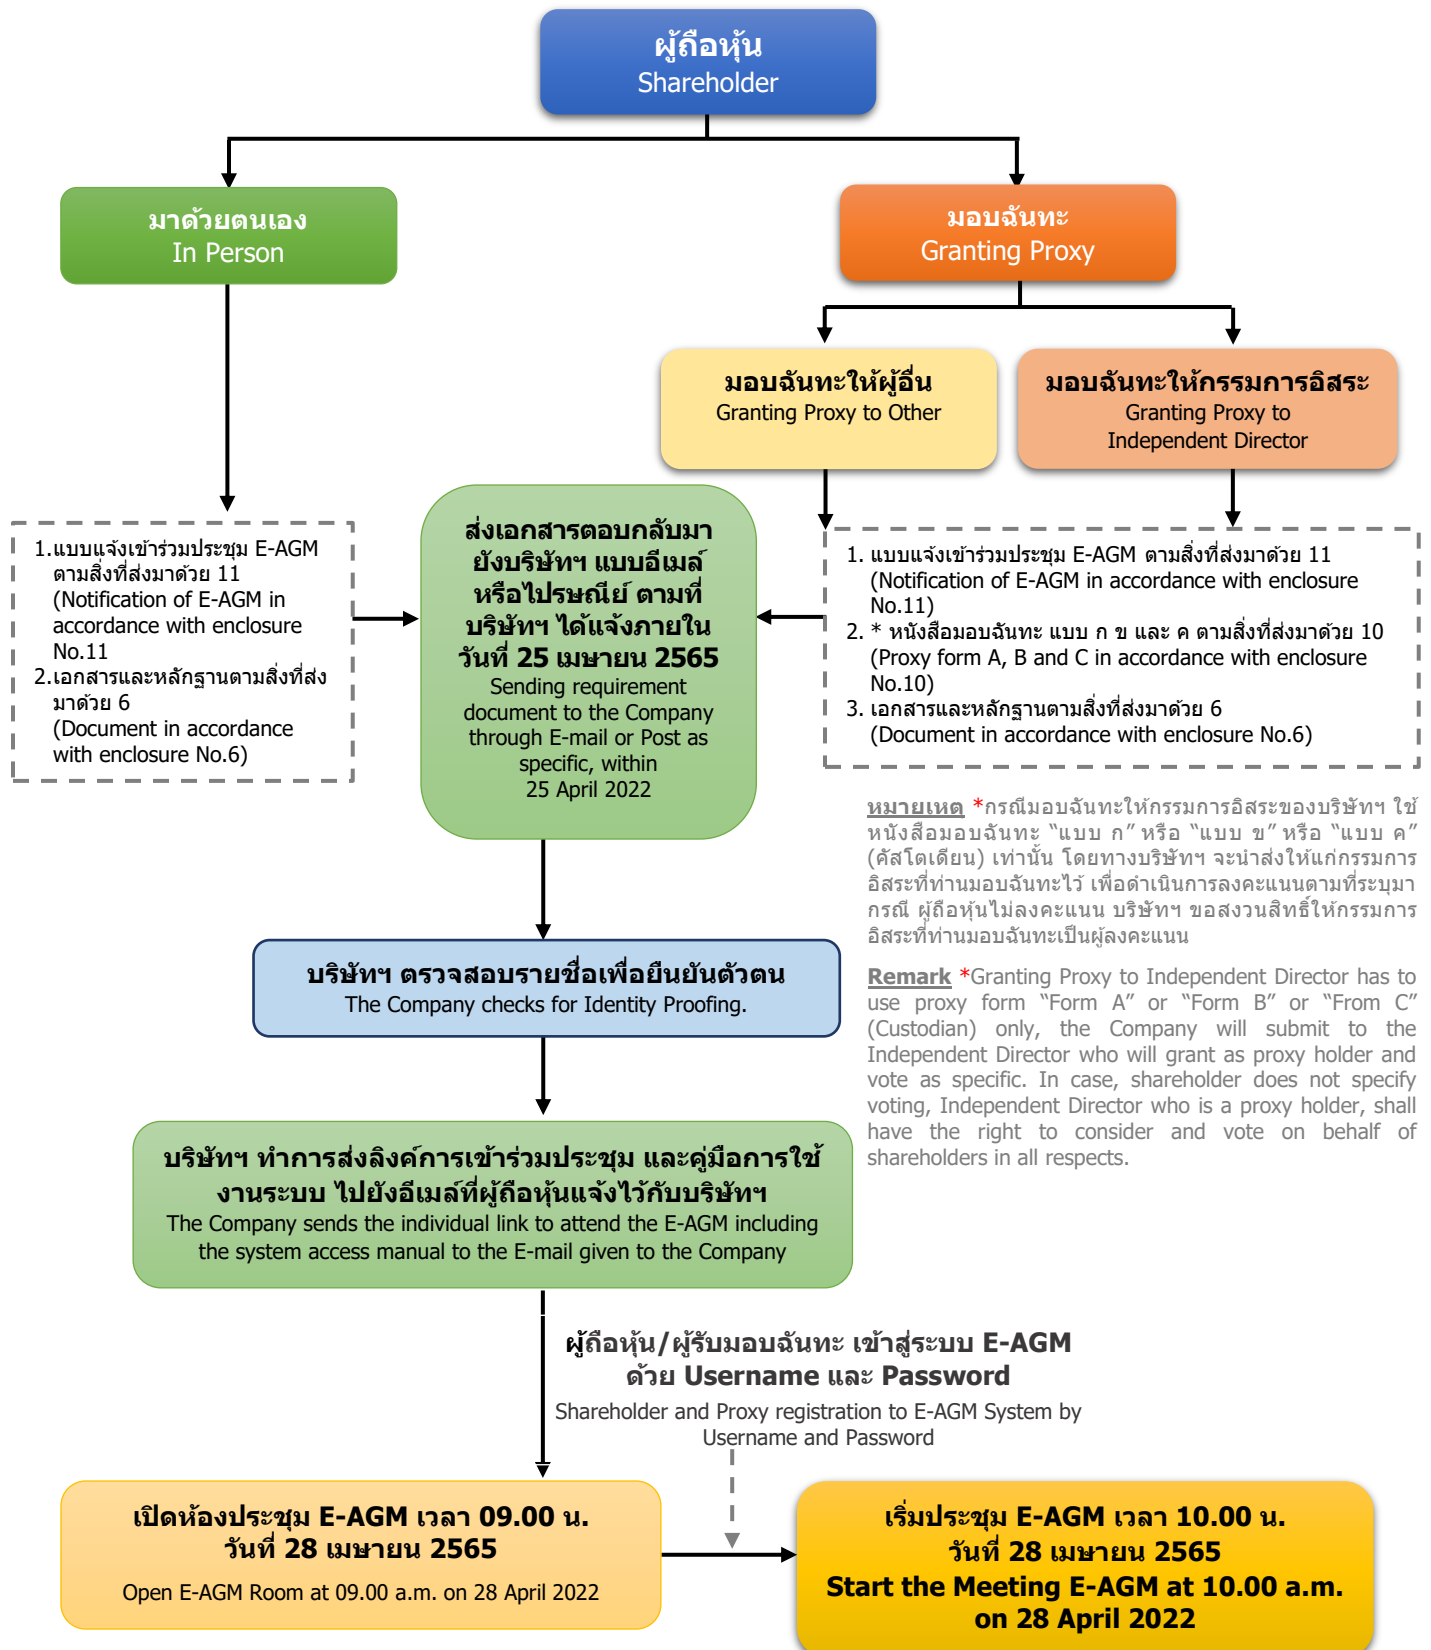 ผู้ถือหุ้น
Shareholder
มาด้วยตนเอง
In Person
มอบฉันทะ
Granting Proxy
มอบฉันทะให้ผู้อื่น
Granting Proxy to Other
มอบฉันทะให้กรรมการอิสระ
Granting Proxy to
Independent Director
1.แบบแจ้งเข้าร่วมประชุม E-AGM
ตามสิ่งที่ส่งมาด้วย 11
(Notification of E-AGM in
accordance with enclosure
No.11
2.เอกสารและหลักฐานตามสิ่งที่ส่ง
มาด้วย 6
(Document in accordance
with enclosure No.6)
ส่งเอกสารตอบกลับมา
ยังบริษัทฯ แบบอีเมล์
หรือไปรษณีย์ ตามที่
บริษัทฯ ได้แจ้งภายใน
วันที่ 25 เมษายน 2565
Sending requirement
document to the Company
through E-mail or Post as
specific, within
25 April 2022
1. แบบแจ้งเข้าร่วมประชุม E-AGM ตามสิ่งที่ส่งมาด้วย 11
(Notification of E-AGM in accordance with enclosure
No.11)
2. * หนังสือมอบฉันทะ แบบ ก ข และ ค ตามสิ่งที่ส่งมาด้วย 10
(Proxy form A, B and C in accordance with enclosure
No.10)
3. เอกสารและหลักฐานตามสิ่งที่ส่งมาด้วย 6
(Document in accordance with enclosure No.6)
หมายเหตุ *กรณีมอบฉันทะให้กรรมการอิสระของบริษัทฯ ใช้
หนังสือมอบฉันทะ “แบบ ก” หรือ “แบบ ข” หรือ “แบบ ค”
(คัสโตเดียน) เท่านั้น โดยทางบริษัทฯ จะนำส่งให้แก่กรรมการ
อิสระที่ท่านมอบฉันทะไว้ เพื่อดำเนินการลงคะแนนตามที่ระบุมา
กรณี ผู้ถือหุ้นไม่ลงคะแนน บริษัทฯ ขอสงวนสิทธิ์ให้กรรมการ
อิสระที่ท่านมอบฉันทะเป็นผู้ลงคะแนน
Remark *Granting Proxy to Independent Director has to
use proxy form “Form A” or “Form B” or “From C”
(Custodian) only, the Company will submit to the
Independent Director who will grant as proxy holder and
vote as specific. In case, shareholder does not specify
voting, Independent Director who is a proxy holder, shall
have the right to consider and vote on behalf of
shareholders in all respects.
บริษัทฯ ตรวจสอบรายชื่อเพื่อยืนยันตัวตน
The Company checks for Identity Proofing.
บริษัทฯ ทำการส่งลิงค์การเข้าร่วมประชุม และคู่มือการใช้
งานระบบ ไปยังอีเมล์ที่ผู้ถือหุ้นแจ้งไว้กับบริษัทฯ
The Company sends the individual link to attend the E-AGM including
the system access manual to the E-mail given to the Company
ผู้ถือหุ้น/ผู้รับมอบฉันทะ เข้าสู่ระบบ E-AGM
ด้วย Username และ Password
Shareholder and Proxy registration to E-AGM System by
Username and Password
เปิดห้องประชุม E-AGM เวลา 09.00 น.
วันที่ 28 เมษายน 2565
Open E-AGM Room at 09.00 a.m. on 28 April 2022
เริ่มประชุม E-AGM เวลา 10.00 น.
วันที่ 28 เมษายน 2565
Start the Meeting E-AGM at 10.00 a.m.
on 28 April 2022